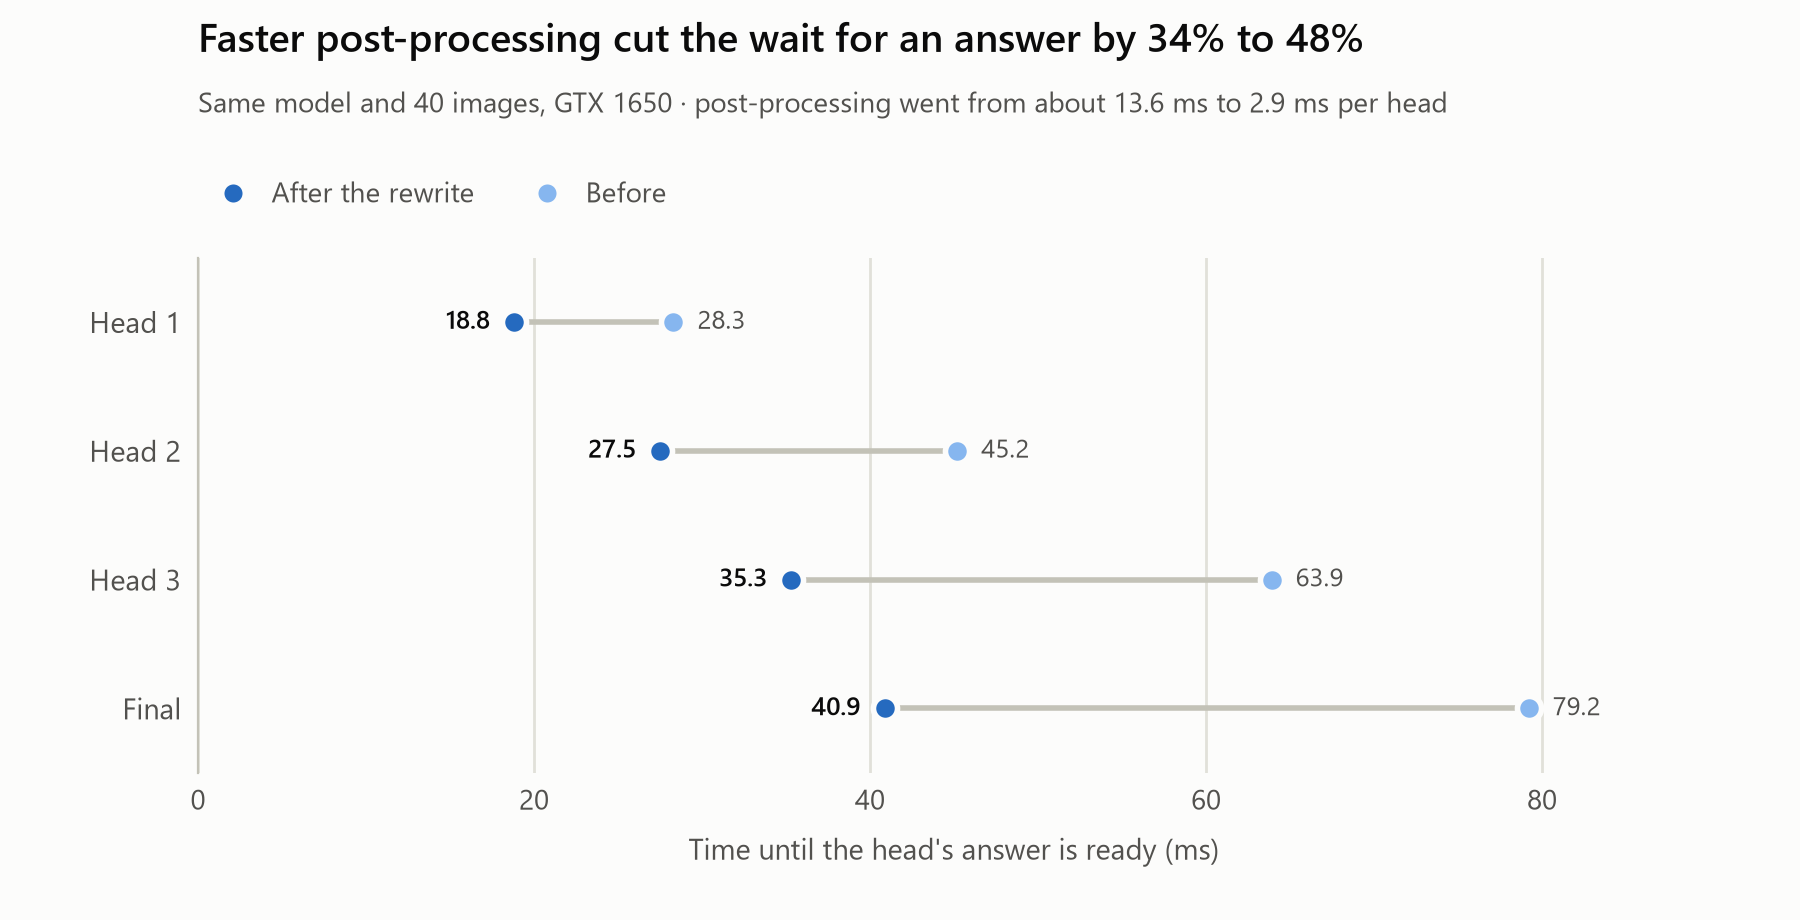 Faster post-processing cut the wait for an answer by 34% to 48%
Same model and 40 images, GTX 1650 · post-processing went from about 13.6 ms to 2.9 ms per head
After the rewrite Before
Head 1 18.8 28.3
Head 2 27.5 45.2
Head 3 35.3 63.9
Final 40.9 79.2
0 20 40 60 80
Time until the head's answer is ready (ms)